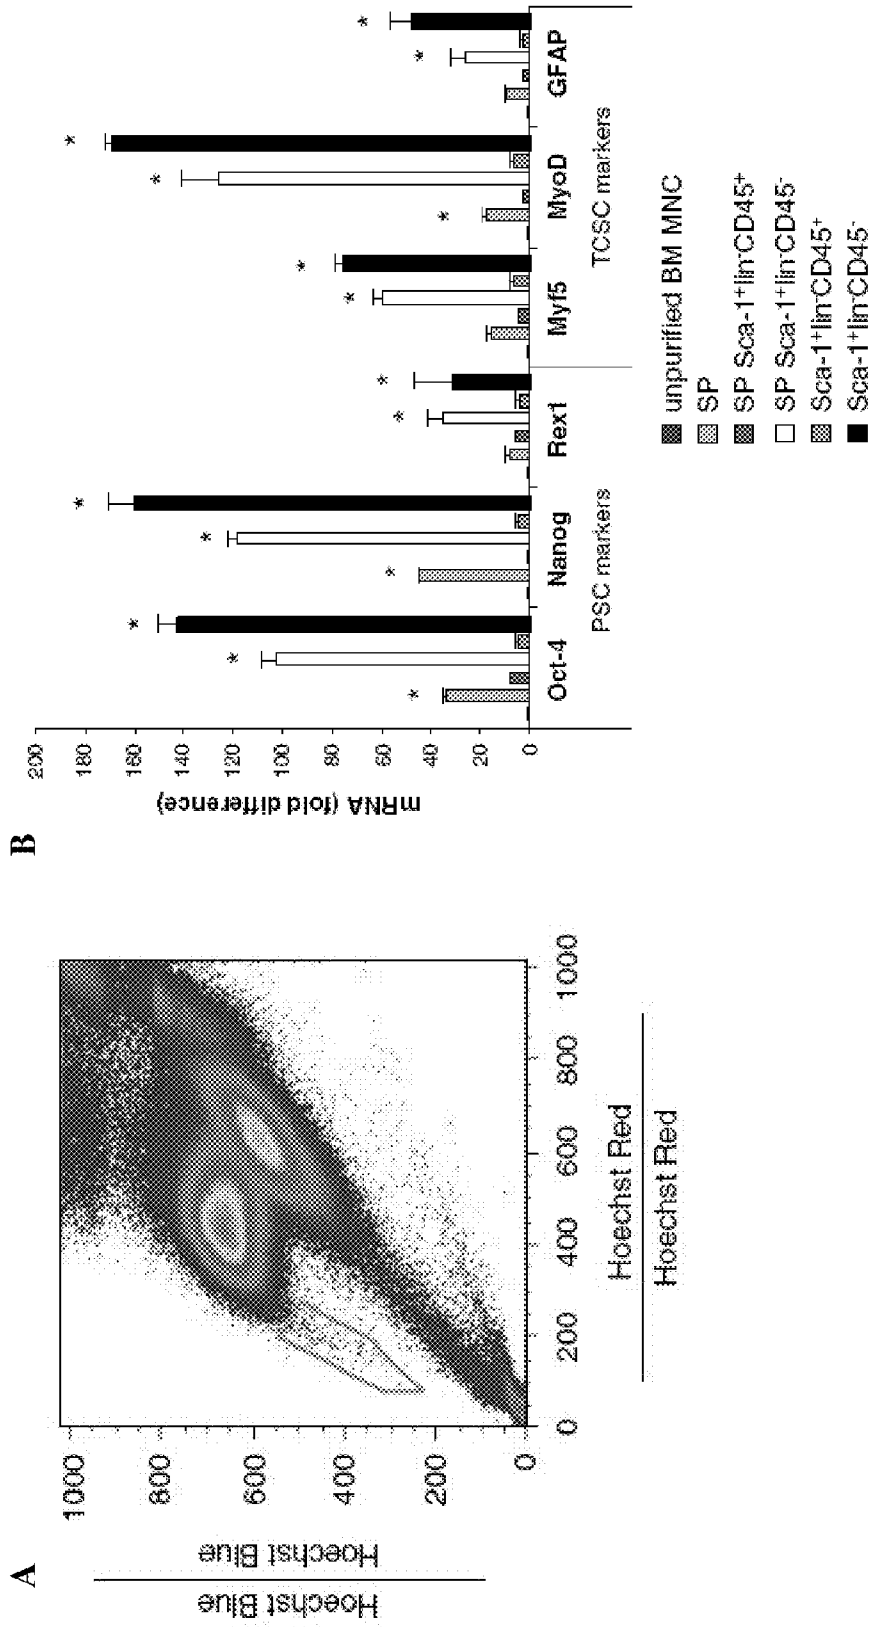 A
Hoechst Blue
Hoechst Blue
1000
800
600
400
200
0
0
200
400
600
800
1000
Hoechst Red
Hoechst Red
B
mRNA (fold difference)
200
180
160
140
120
100
80
60
40
20
0
* * * * * * * * * * * * * * *
Oct-4 Nanog Rex1 Myf5 MyoD GFAP
PSC markers TCSC markers
unpurified BM MNC
SP
SP Sca-1⁺lin⁻CD45⁺
SP Sca-1⁺lin⁻CD45⁻
Sca-1⁺lin⁻CD45⁺
Sca-1⁺lin⁻CD45⁻